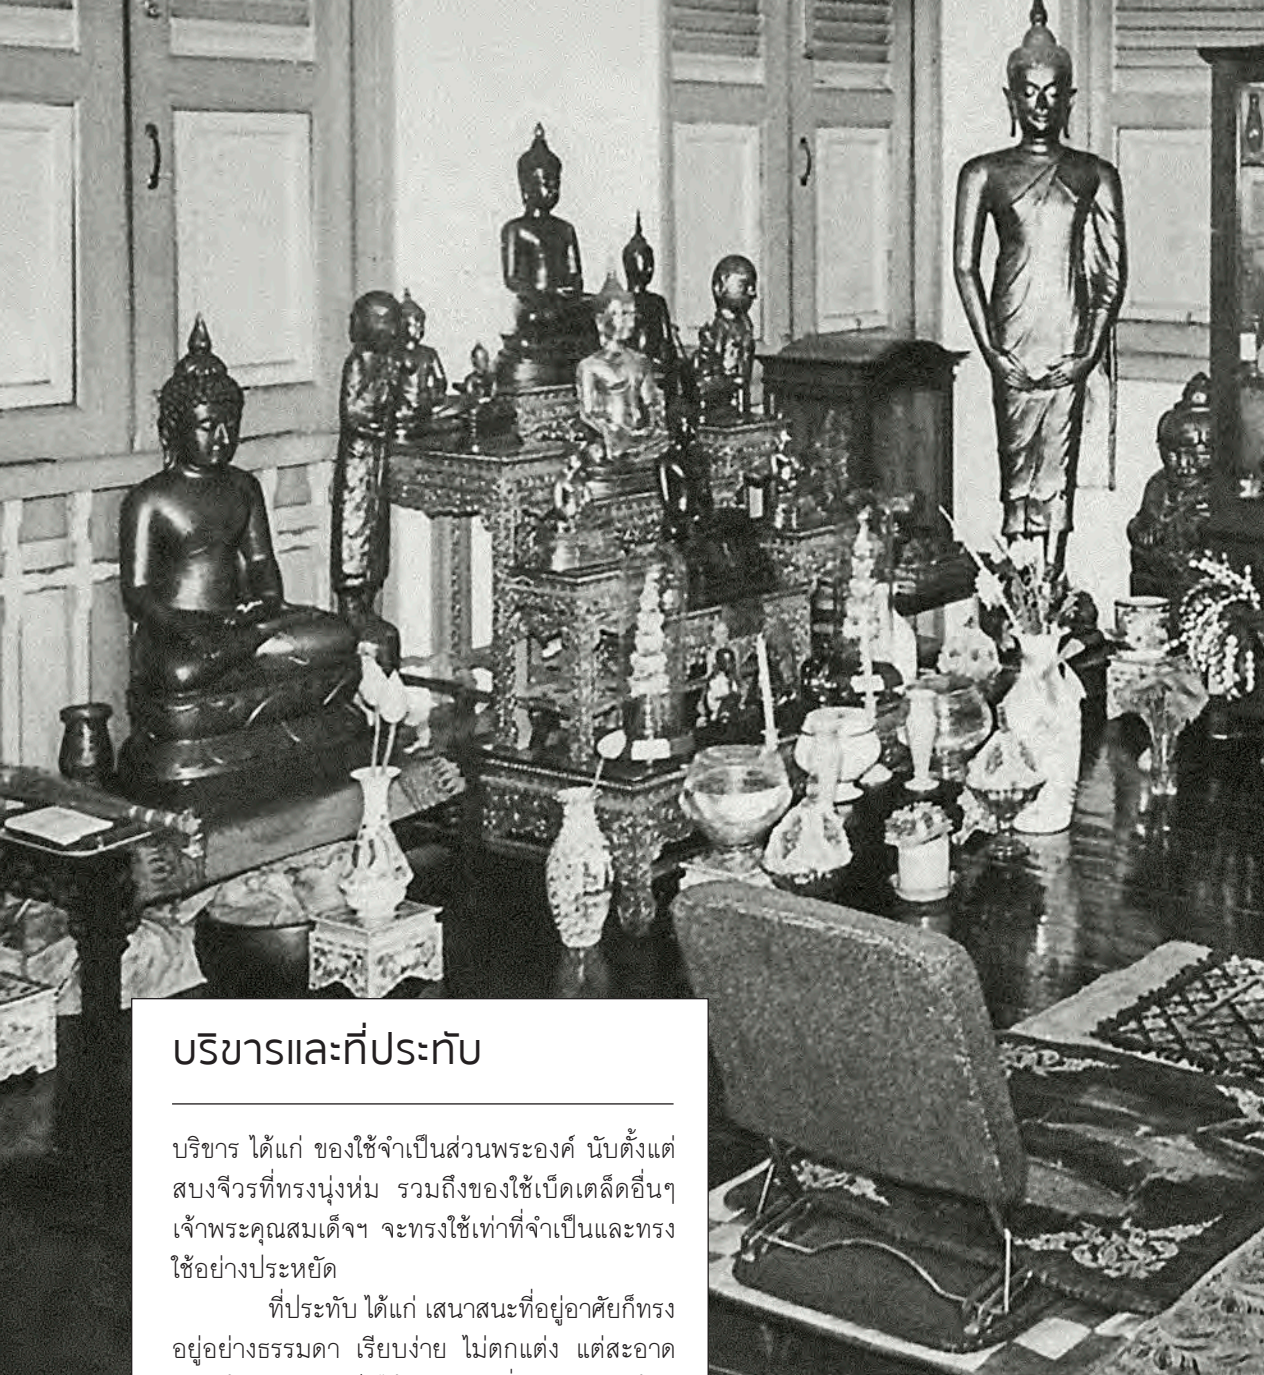 บริขารและที่ประทับ
บริขาร ได้แก่ ของใช้จำเป็นส่วนพระองค์ นับตั้งแต่
สบงจีวรที่ทรงนุ่งห่ม รวมถึงของใช้เบ็ดเตล็ดอื่นๆ
เจ้าพระคุณสมเด็จฯ จะทรงใช้เท่าที่จำเป็นและทรง
ใช้อย่างประหยัด
ที่ประทับ ได้แก่ เสนาสนะที่อยู่อาศัยก็ทรง
อยู่อย่างธรรมดา เรียบง่าย ไม่ตกแต่ง แต่สะอาด